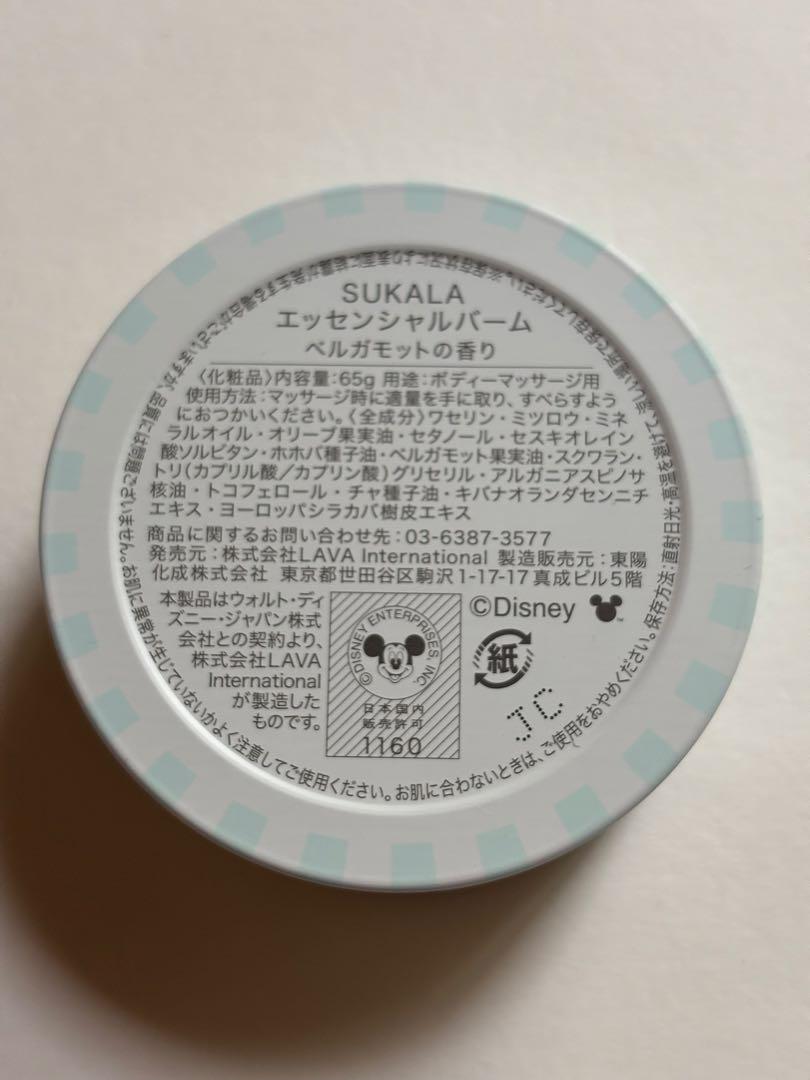 SUKALA
エッセンシャルバーム
ベルガモットの香り
〈化粧品〉内容量:65g 用途:ボディーマッサージ用
使用方法:マッサージ時に適量を手に取り、すべらすよう
におつかいください。〈全成分〉ワセリン・ミツロウ・ミネ
ラルオイル・オリーブ果実油・セタノール・セスキオレイン
酸ソルビタン・ホホバ種子油・ベルガモット果実油・スクワラン・
トリ(カプリル酸/カプリン酸)グリセリル・アルガニアスピノサ
核油・トコフェロール・チャ種子油・キバナオランダセンニチ
エキス・ヨーロッパシラカバ樹皮エキス
商品に関するお問い合わせ先:03-6387-3577
発売元:株式会社LAVA International 製造販売元:東陽
化成株式会社 東京都世田谷区駒沢1-17-17真成ビル5階
本製品はウォルト・ディ
ズニー・ジャパン株式
会社との契約より、
株式会社LAVA
International
が製造した
ものです。
©DISNEY ENTERPRISES, INC.
日本国内
販売許可
1160
©Disney
TM
紙
JC
お肌に異常が生じていないかよく注意してご使用ください。お肌に合わないときは、ご使用をおやめください。保存方法:直射日光・高温を避け
品質には問題ございません。